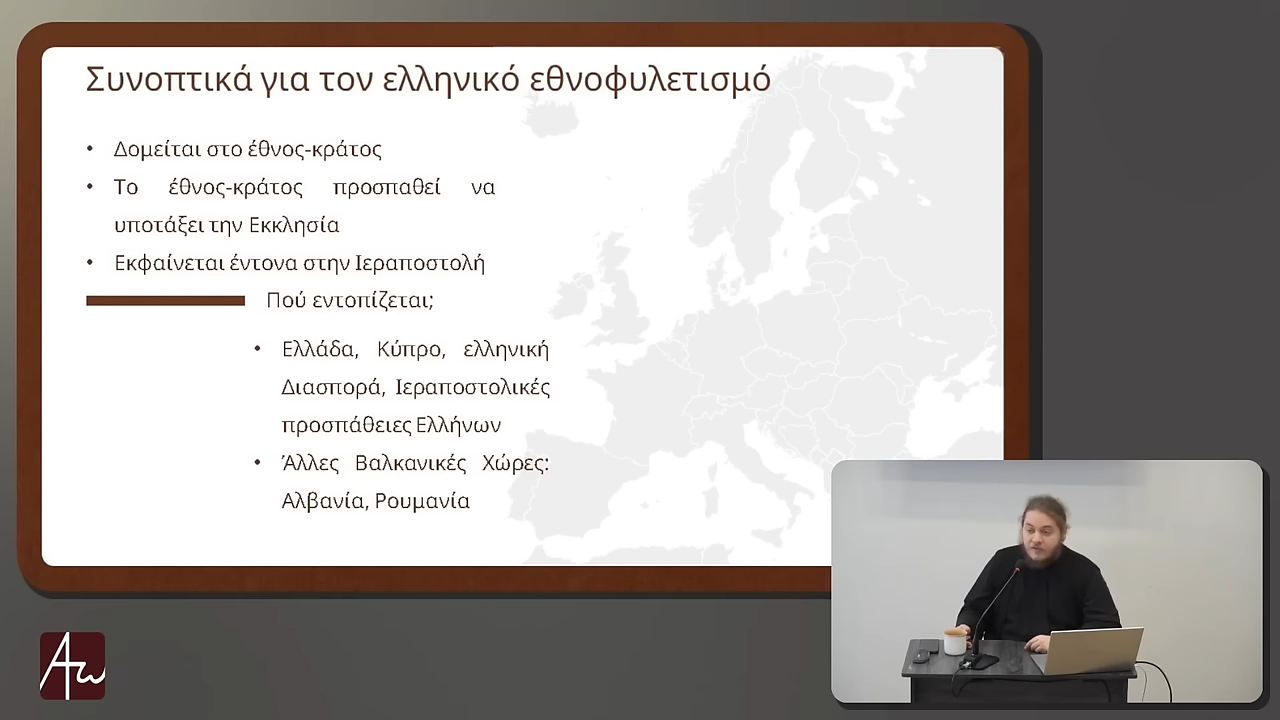 Συνοπτικά για τον ελληνικό εθνοφυλετισμό
• Δομείται στο έθνος-κράτος
• Το έθνος-κράτος προσπαθεί να
υποτάξει την Εκκλησία
• Εκφαίνεται έντονα στην Ιεραποστολή
Πού εντοπίζεται;
• Ελλάδα, Κύπρο, ελληνική
Διασπορά, Ιεραποστολικές
προσπάθειες Ελλήνων
• Άλλες Βαλκανικές Χώρες:
Αλβανία, Ρουμανία
Αω